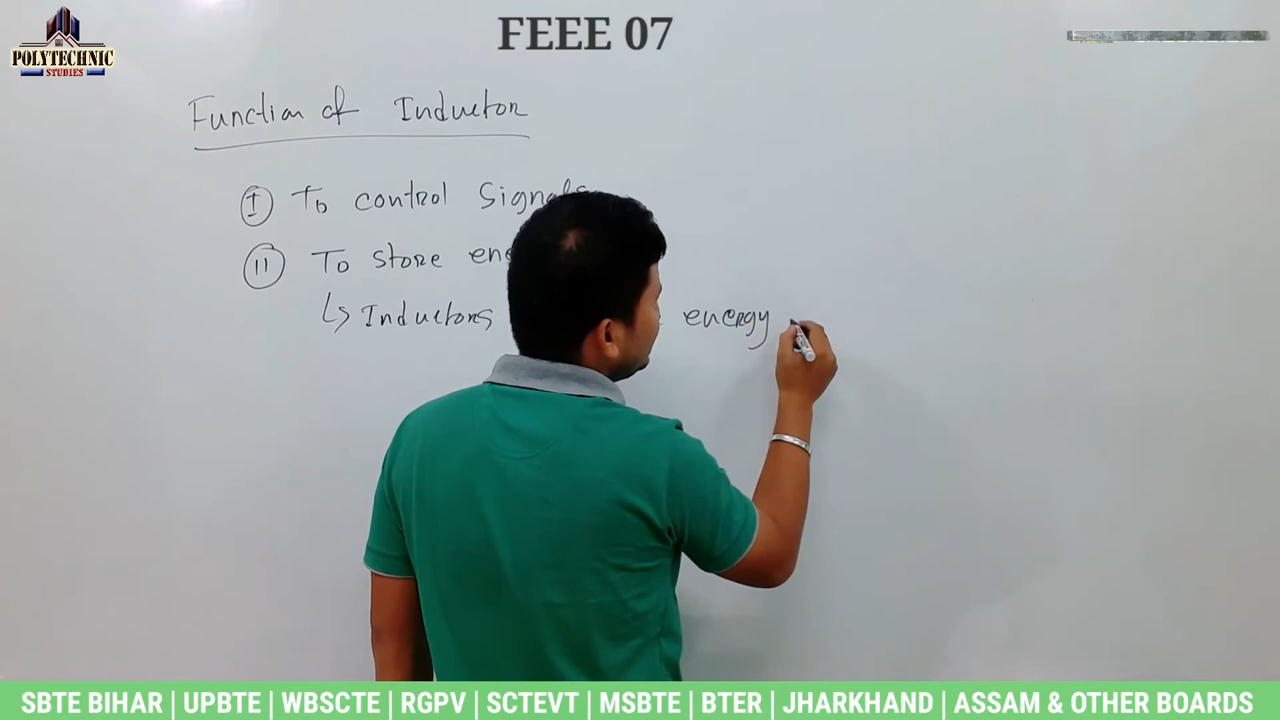 FEEE 07
POLYTECHNIC
STUDIES
Function of Inductor
I To control Signals
II To store
↳ Inductors energy
SBTE BIHAR | UPBTE | WBSCTE | RGPV | SCTEVT | MSBTE | BTER | JHARKHAND | ASSAM & OTHER BOARDS